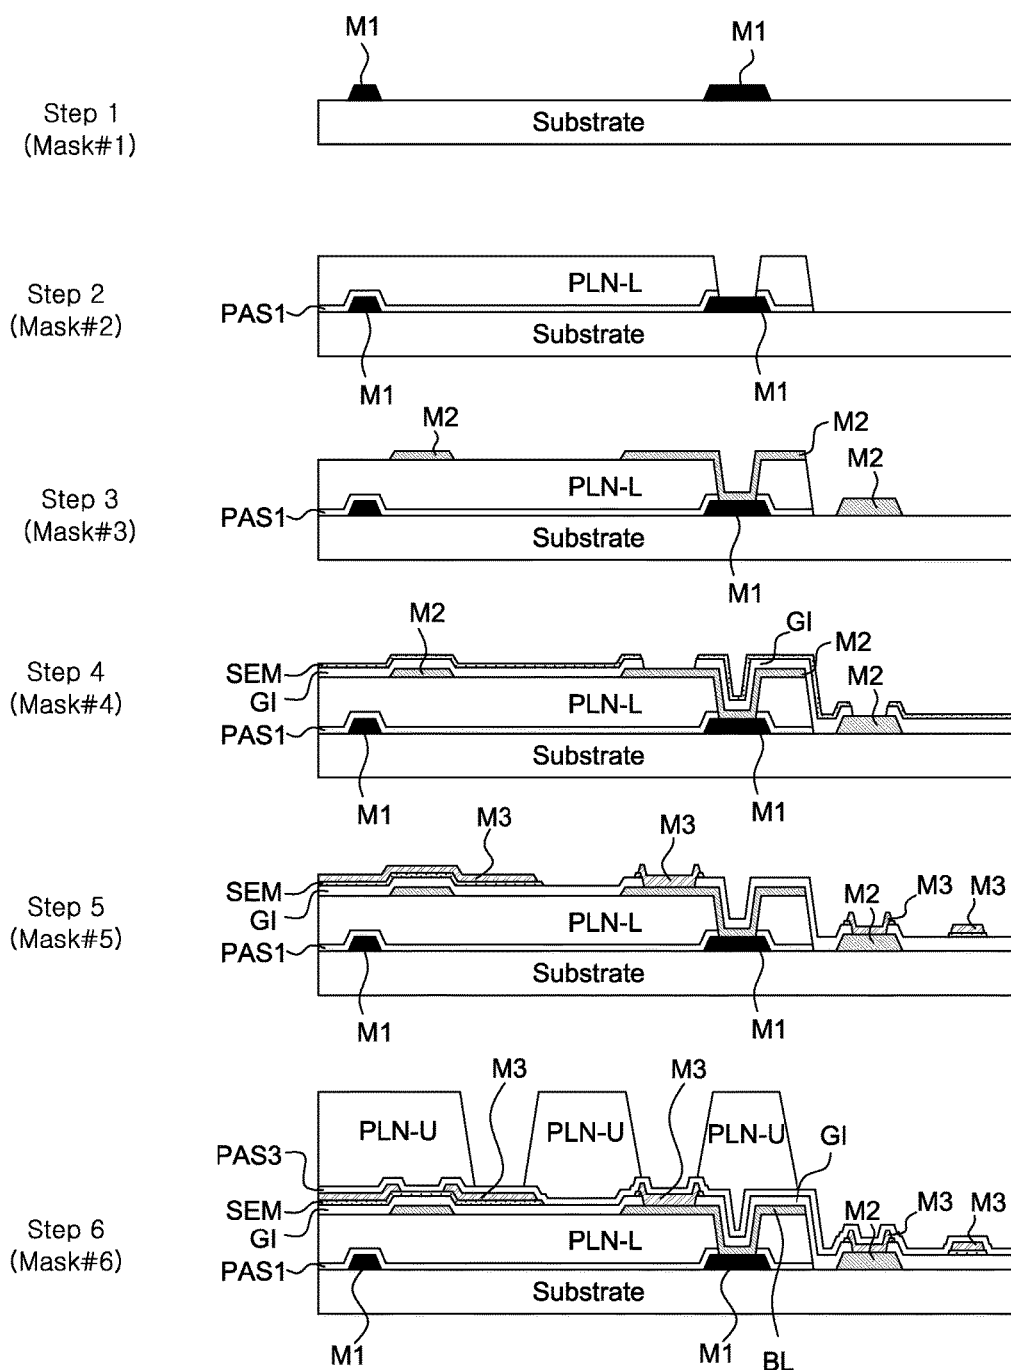 M1
M1
Step 1
(Mask#1)
Substrate
Step 2
(Mask#2)
PLN-L
PAS1
Substrate
M1
M1
M2
M2
M2
Step 3
(Mask#3)
PLN-L
PAS1
Substrate
M1
M2
GI
M2
Step 4
(Mask#4)
SEM
GI
M2
PLN-L
PAS1
Substrate
M1
M1
M3
M3
M3
M3
Step 5
(Mask#5)
SEM
GI
M2
PLN-L
PAS1
Substrate
M1
M1
M3
M3
PLN-U
PLN-U
PLN-U
GI
PAS3
M3
M3
Step 6
(Mask#6)
SEM
GI
M2
PLN-L
PAS1
Substrate
M1
M1
BL